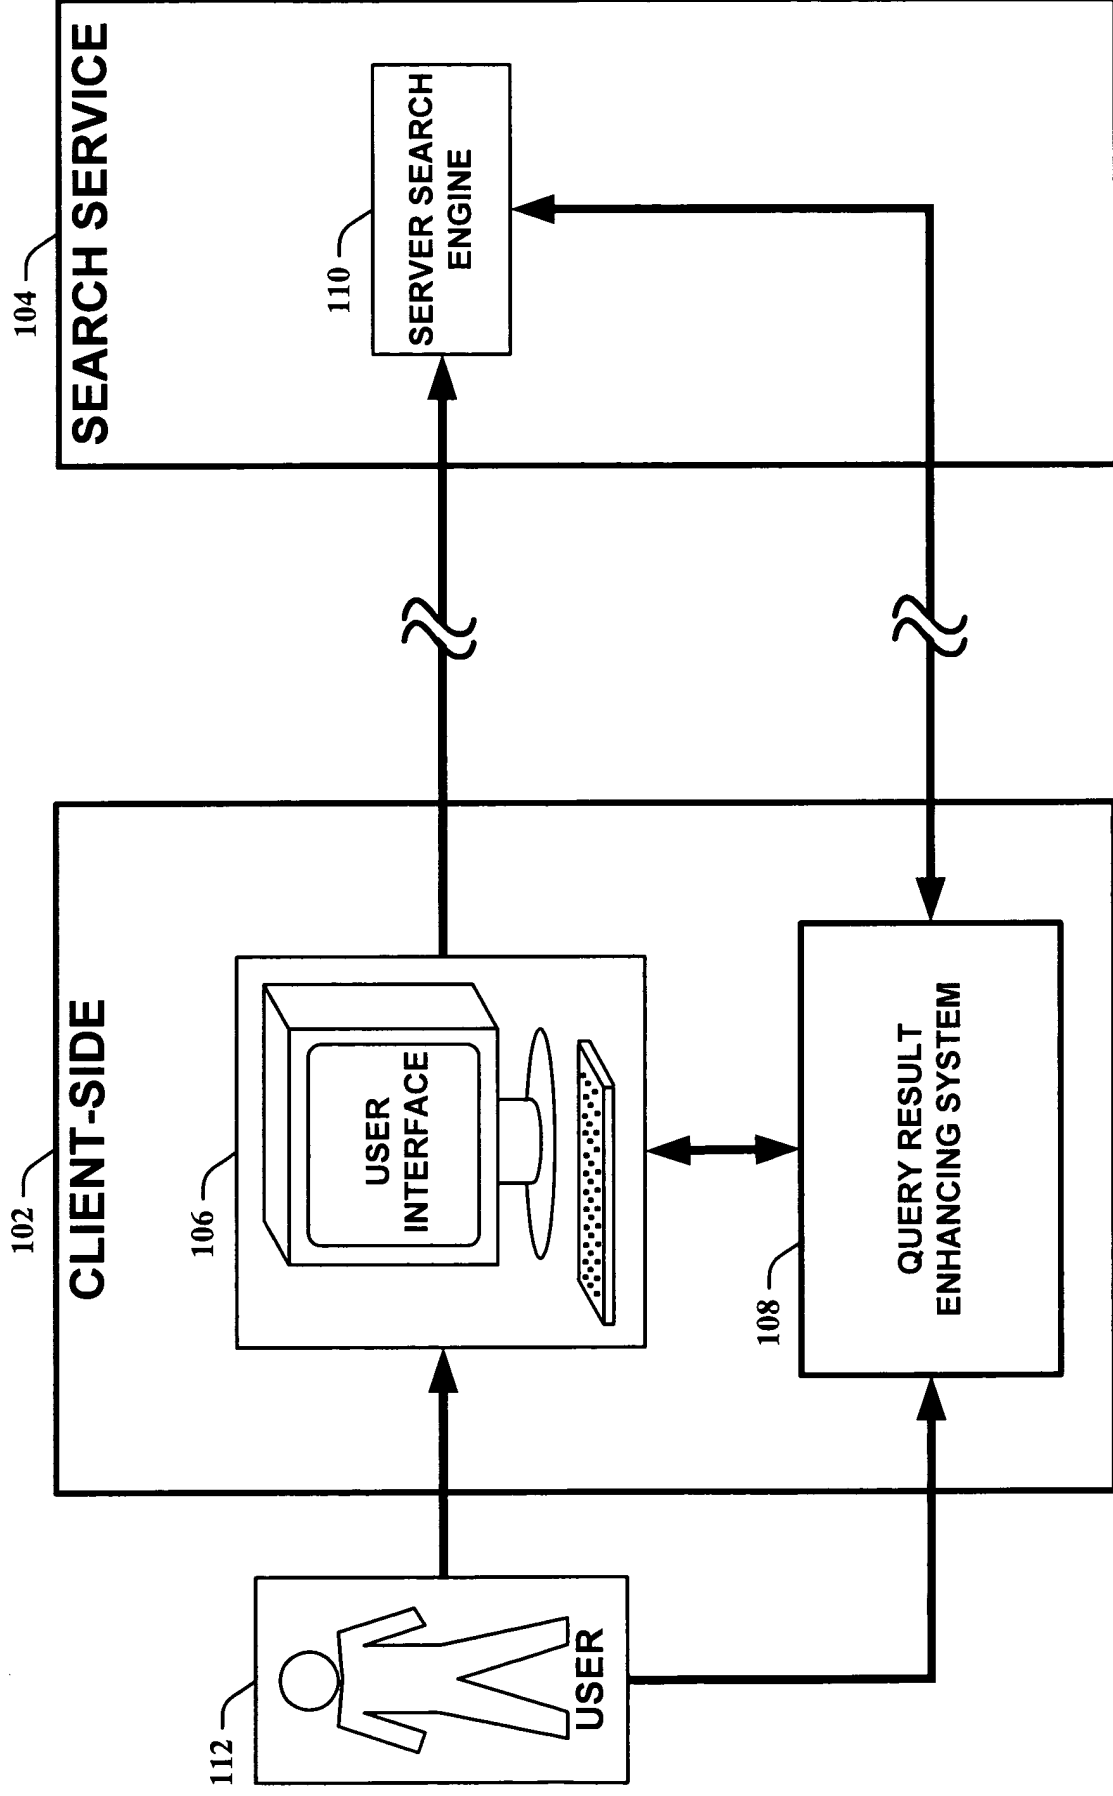 102
CLIENT-SIDE
104
SEARCH SERVICE
112
USER
106
USER
INTERFACE
110
SERVER SEARCH
ENGINE
108
QUERY RESULT
ENHANCING SYSTEM